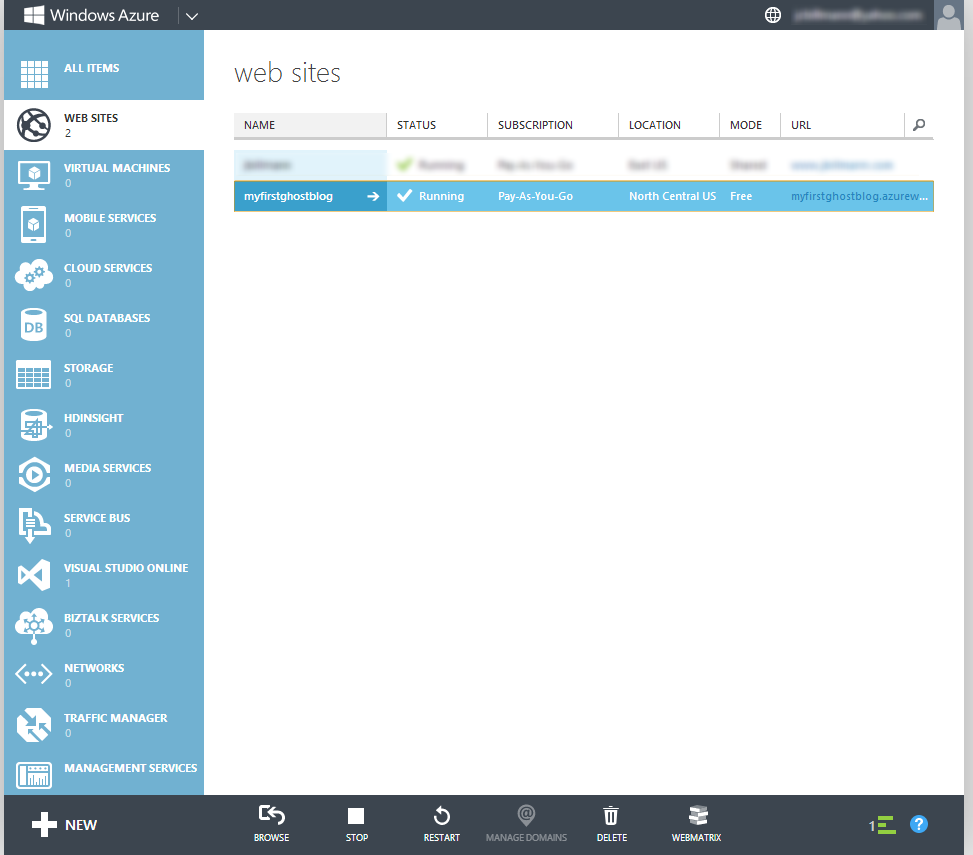 Windows Azure
ALL ITEMS
WEB SITES
2
VIRTUAL MACHINES
0
MOBILE SERVICES
0
CLOUD SERVICES
0
SQL DATABASES
DB
0
STORAGE
0
HDINSIGHT
0
MEDIA SERVICES
0
SERVICE BUS
0
VISUAL STUDIO ONLINE
1
BIZTALK SERVICES
0
NETWORKS
0
TRAFFIC MANAGER
0
MANAGEMENT SERVICES
web sites
NAME STATUS SUBSCRIPTION LOCATION MODE URL
Running Pay-As-You-Go East US Shared
myfirstghostblog Running Pay-As-You-Go North Central US Free myfirstghostblog.azurew...
NEW
BROWSE
STOP
RESTART
@
MANAGE DOMAINS
DELETE
WEBMATRIX
1
?